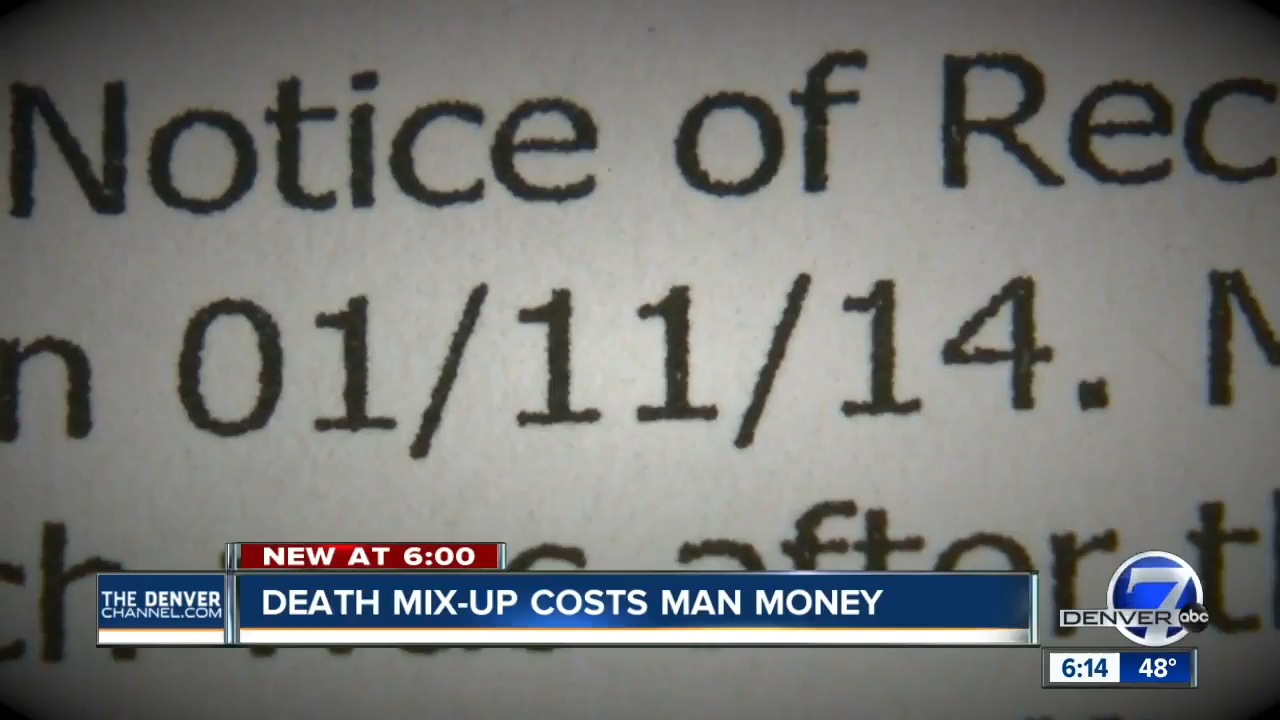 Notice of Rec
n 01/11/14.
after
NEW AT 6:00
THE DENVER
CHANNEL.COM
DEATH MIX-UP COSTS MAN MONEY
7
DENVER abc
6:14 48°